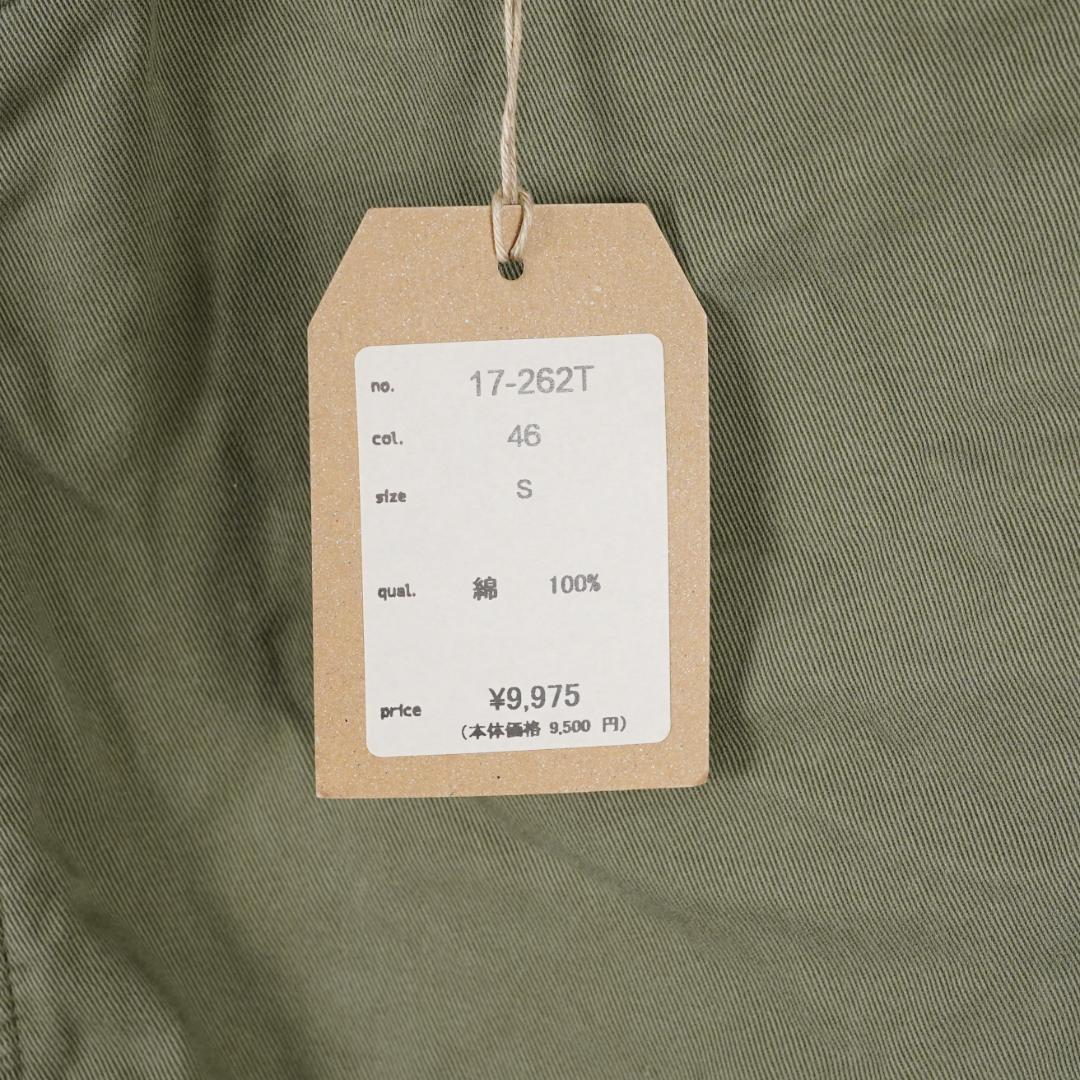 no. 17-262T
col. 46
size S
qual. 綿 100%
price ¥9,975
(本体価格 9,500 円)